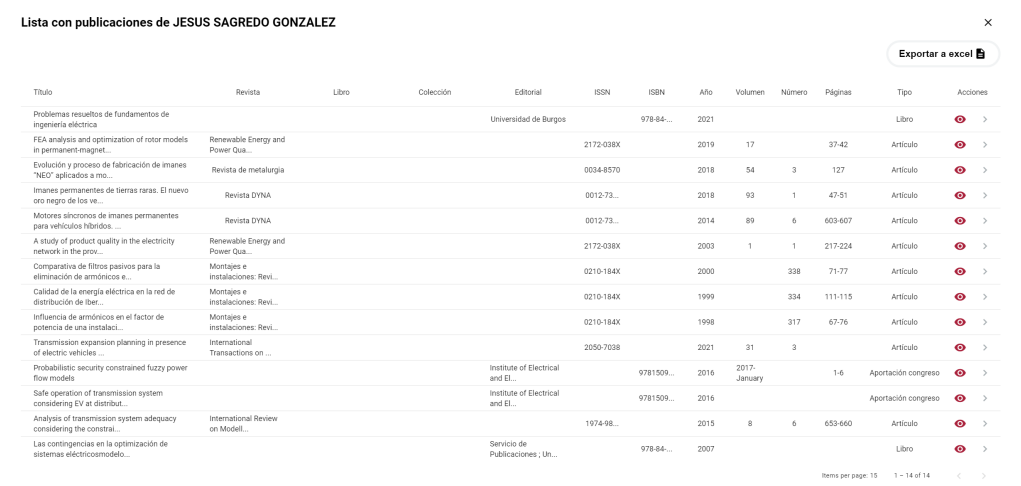 Lista con publicaciones de JESUS SAGREDO GONZALEZ
Exportar a excel
Título Revista Libro Colección Editorial ISSN ISBN Año Volumen Número Páginas Tipo Acciones
Problemas resueltos de fundamentos de
ingeniería eléctrica
Universidad de Burgos 978-84-... 2021 Libro
FEA analysis and optimization of rotor models
in permanent-magnet...
Renewable Energy and
Power Qua...
2172-038X 2019 17 37-42 Artículo
Evolución y proceso de fabricación de imanes
"NEO" aplicados a mo...
Revista de metalurgia 0034-8570 2018 54 3 127 Artículo
Imanes permanentes de tierras raras. El nuevo
oro negro de los ve...
Revista DYNA 0012-73... 2018 93 1 47-51 Artículo
Motores síncronos de imanes permanentes
para vehículos híbridos. ...
Revista DYNA 0012-73... 2014 89 6 603-607 Artículo
A study of product quality in the electricity
network in the prov...
Renewable Energy and
Power Qua...
2172-038X 2003 1 1 217-224 Artículo
Comparativa de filtros pasivos para la
eliminación de armónicos e...
Montajes e
instalaciones: Revi...
0210-184X 2000 338 71-77 Artículo
Calidad de la energía eléctrica en la red de
distribución de Iber...
Montajes e
instalaciones: Revi...
0210-184X 1999 334 111-115 Artículo
Influencia de armónicos en el factor de
potencia de una instalaci...
Montajes e
instalaciones: Revi...
0210-184X 1998 317 67-76 Artículo
Transmission expansion planning in presence
of electric vehicles ...
International
Transactions on ...
2050-7038 2021 31 3 Artículo
Probabilistic security constrained fuzzy power
flow models
Institute of Electrical
and El...
9781509... 2016 2017-
January
1-6 Aportación congreso
Safe operation of transmission system
considering EV at distribut...
Institute of Electrical
and El...
9781509... 2016 Aportación congreso
Analysis of transmission system adequacy
considering the constrai...
International Review
on Modell...
1974-98... 2015 8 6 653-660 Artículo
Las contingencias en la optimización de
sistemas eléctricosmodelo...
Servicio de
Publicaciones ; Un...
978-84-... 2007 Libro
Items per page: 15 1 – 14 of 14